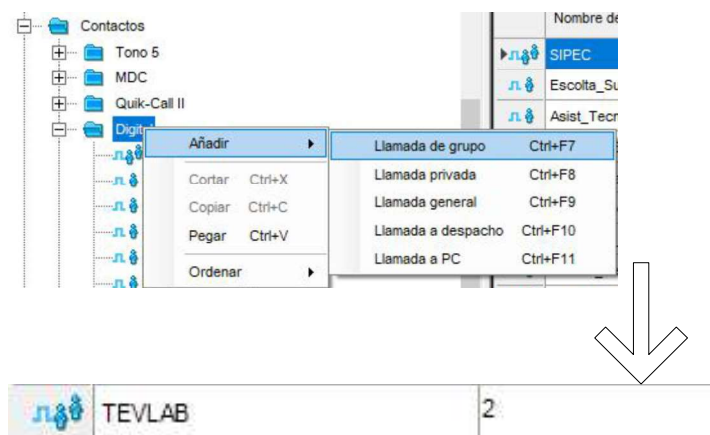 Contactos
Nombre de
Tono 5
SIPEC
MDC
Escolta_Su
Quik-Call II
Asist_Tecr
Digital
Añadir
Llamada de grupo Ctrl+F7
Cortar Ctrl+X
Llamada privada Ctrl+F8
Copiar Ctrl+C
Llamada general Ctrl+F9
Pegar Ctrl+V
Llamada a despacho Ctrl+F10
Ordenar
Llamada a PC Ctrl+F11
TEVLAB 2